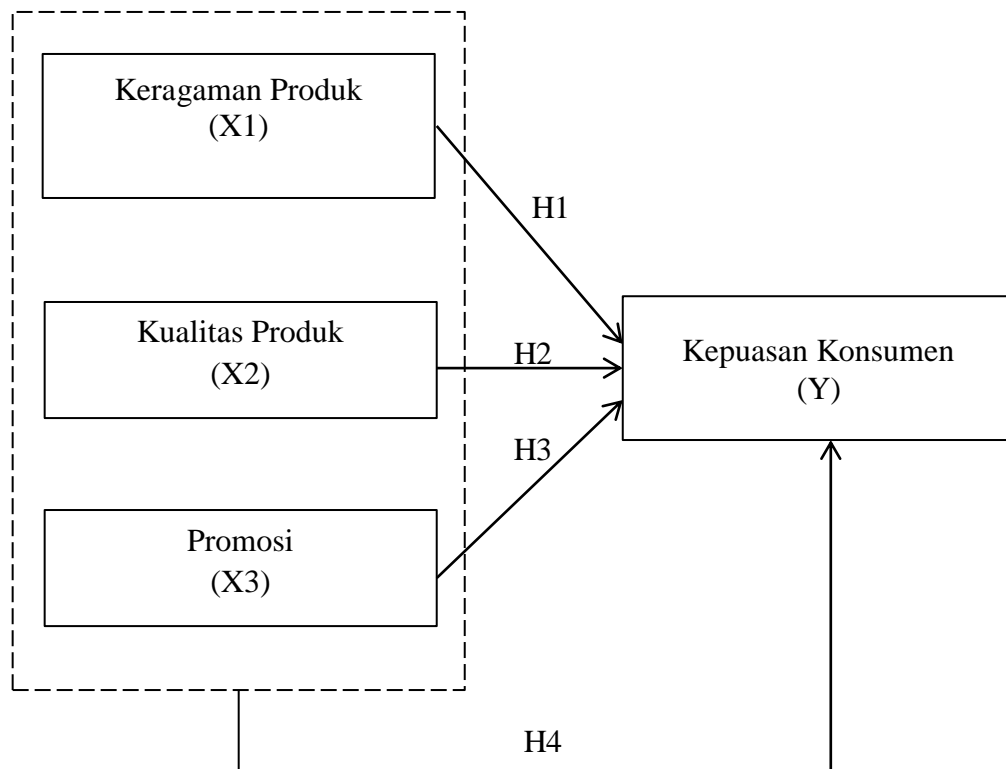 Keragaman Produk
(X1)
H1
Kualitas Produk
(X2)
H2
Kepuasan Konsumen
(Y)
H3
Promosi
(X3)
H4